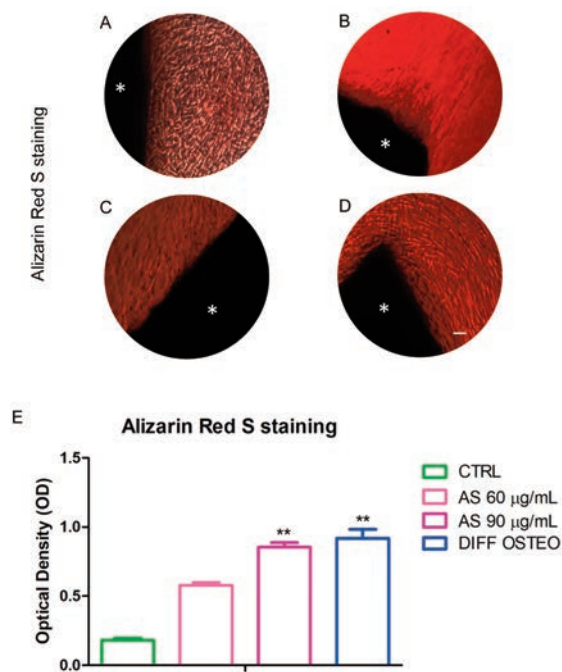 A
B
*
*
Alizarin Red S staining
C
D
*
*
E
Alizarin Red S staining
Optical Density (OD)
1.5
1.0
0.5
0.0
**
**
CTRL
AS 60 µg/mL
AS 90 µg/mL
DIFF OSTEO